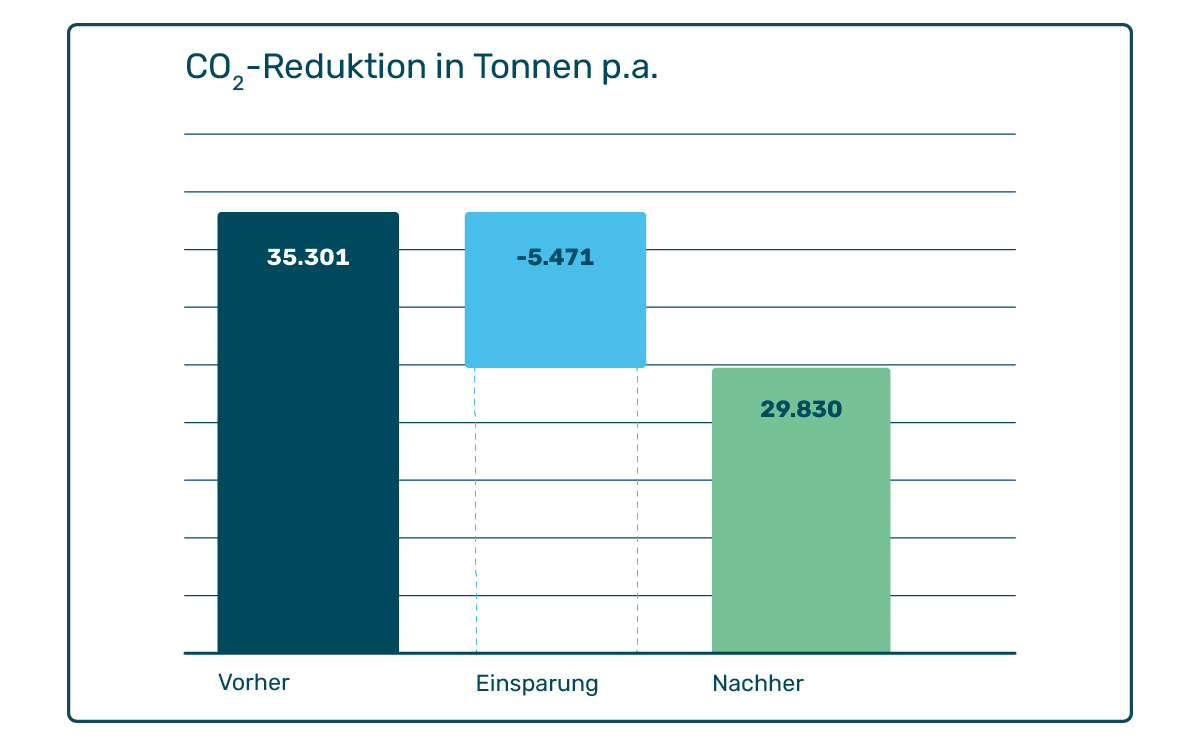 CO₂-Reduktion in Tonnen p.a.
35.301
-5.471
29.830
Vorher
Einsparung
Nachher